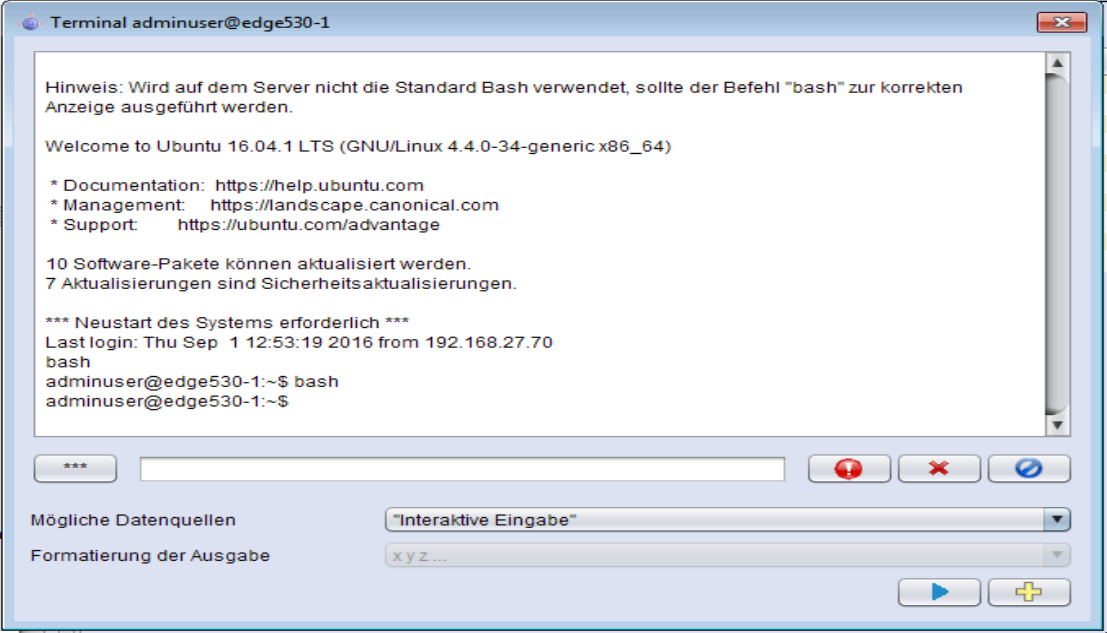 Terminal adminuser@edge530-1
Hinweis: Wird auf dem Server nicht die Standard Bash verwendet, sollte der Befehl "bash" zur korrekten
Anzeige ausgeführt werden.
Welcome to Ubuntu 16.04.1 LTS (GNU/Linux 4.4.0-34-generic x86_64)
* Documentation: https://help.ubuntu.com
* Management: https://landscape.canonical.com
* Support: https://ubuntu.com/advantage
10 Software-Pakete können aktualisiert werden.
7 Aktualisierungen sind Sicherheitsaktualisierungen.
*** Neustart des Systems erforderlich ***
Last login: Thu Sep 1 12:53:19 2016 from 192.168.27.70
bash
adminuser@edge530-1:~$ bash
adminuser@edge530-1:~$
***
Mögliche Datenquellen "Interaktive Eingabe"
Formatierung der Ausgabe x y z ...